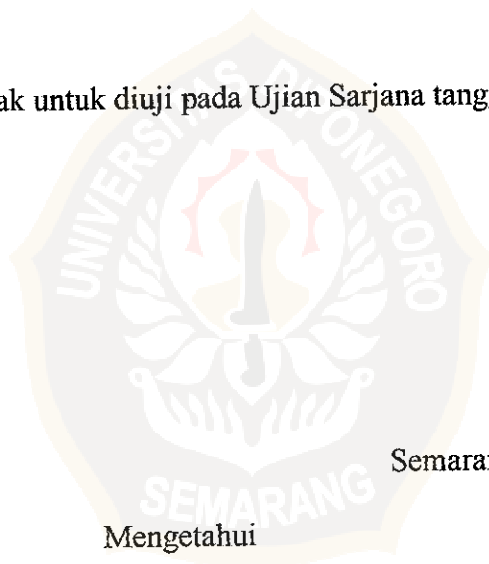 ak untuk diuji pada Ujian Sarjana tang
UNIVERSITAS DIPONEGORO
Semara
SEMARANG
Mengetahui